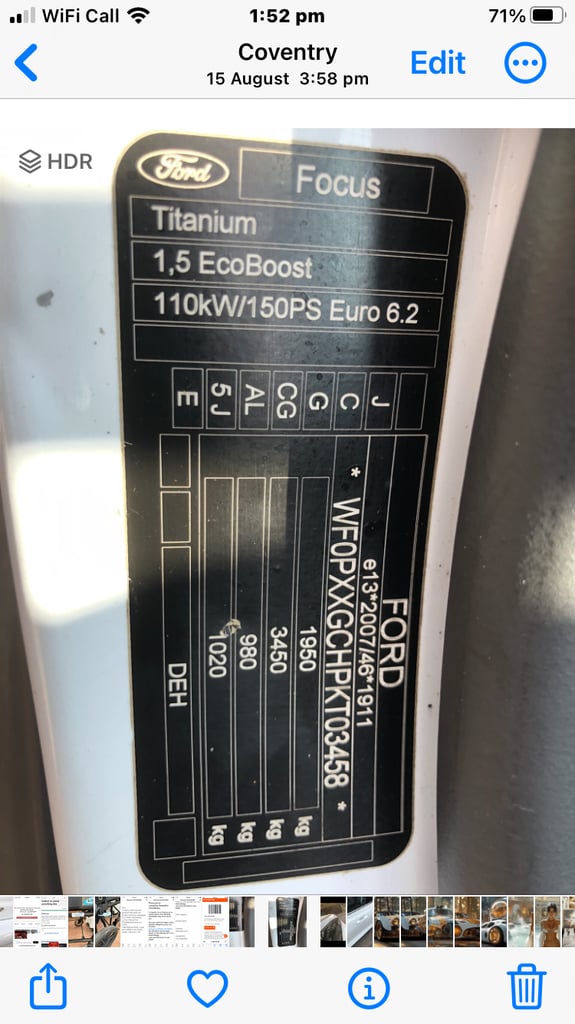 WiFi Call
1:52 pm
71%
Coventry
15 August 3:58 pm
Edit
HDR
Ford
Focus
Titanium
1,5 EcoBoost
110kW/150PS Euro 6.2
J
C
G
CG
AL
5J
E
FORD
e13*2007/46*1911
* WF0PXXGCHPKT03458 *
1950 kg
3450 kg
980 kg
1020 kg
DEH